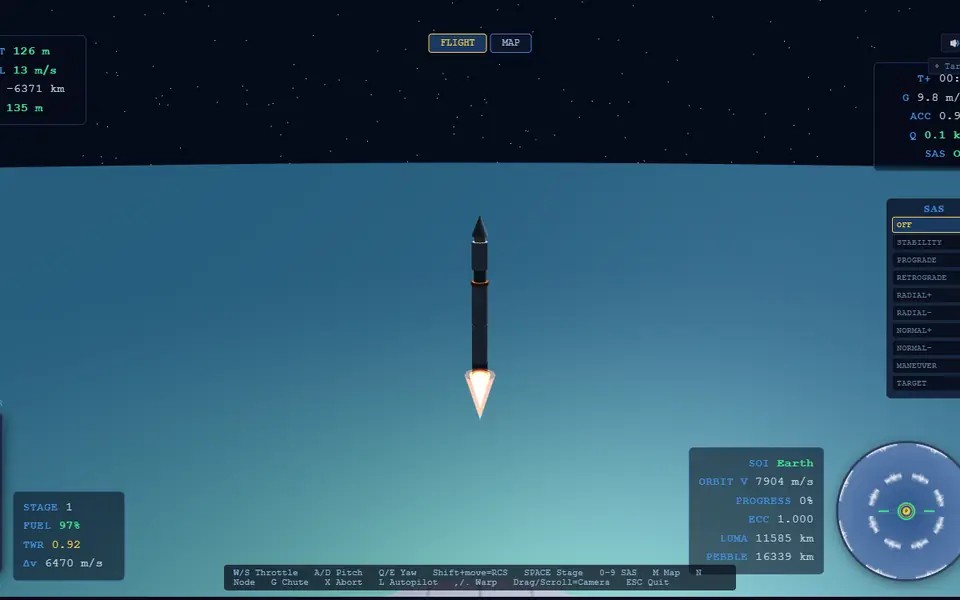 T 126 m
L 13 m/s
-6371 km
135 m
FLIGHT MAP
+ Tar
T+ 00:
G 9.8 m/
ACC 0.9
Q 0.1 k
SAS O
SAS
OFF
STABILITY
PROGRADE
RETROGRADE
RADIAL+
RADIAL-
NORMAL+
NORMAL-
MANEUVER
TARGET
STAGE 1
FUEL 97%
TWR 0.92
Δv 6470 m/s
SOI Earth
ORBIT V 7904 m/s
PROGRESS 0%
ECC 1.000
LUMA 11585 km
PEBBLE 16339 km
W/S Throttle A/D Pitch Q/E Yaw Shift+move=RCS SPACE Stage 0-9 SAS M Map N
Node G Chute X Abort L Autopilot ,/. Warp Drag/Scroll=Camera ESC Quit